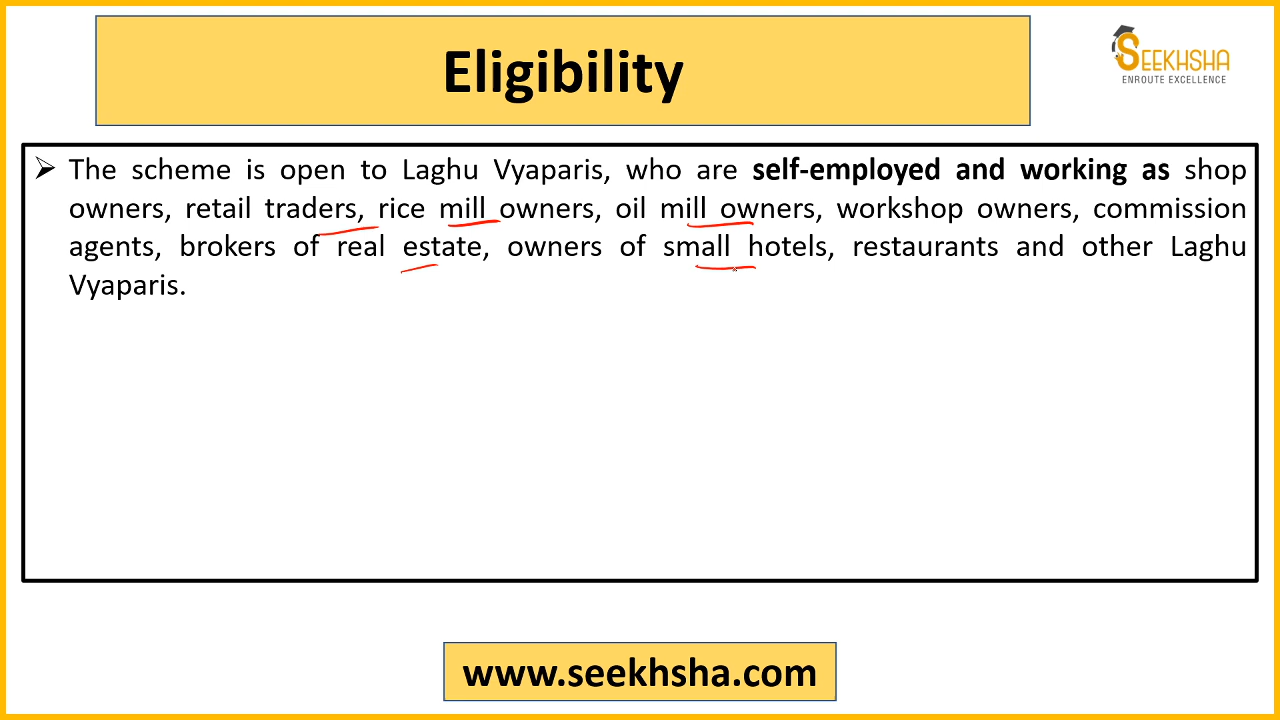 Eligibility
SEEKHSHA
ENROUTE EXCELLENCE
The scheme is open to Laghu Vyaparis, who are self-employed and working as shop
owners, retail traders, rice mill owners, oil mill owners, workshop owners, commission
agents, brokers of real estate, owners of small hotels, restaurants and other Laghu
Vyaparis.
www.seekhsha.com